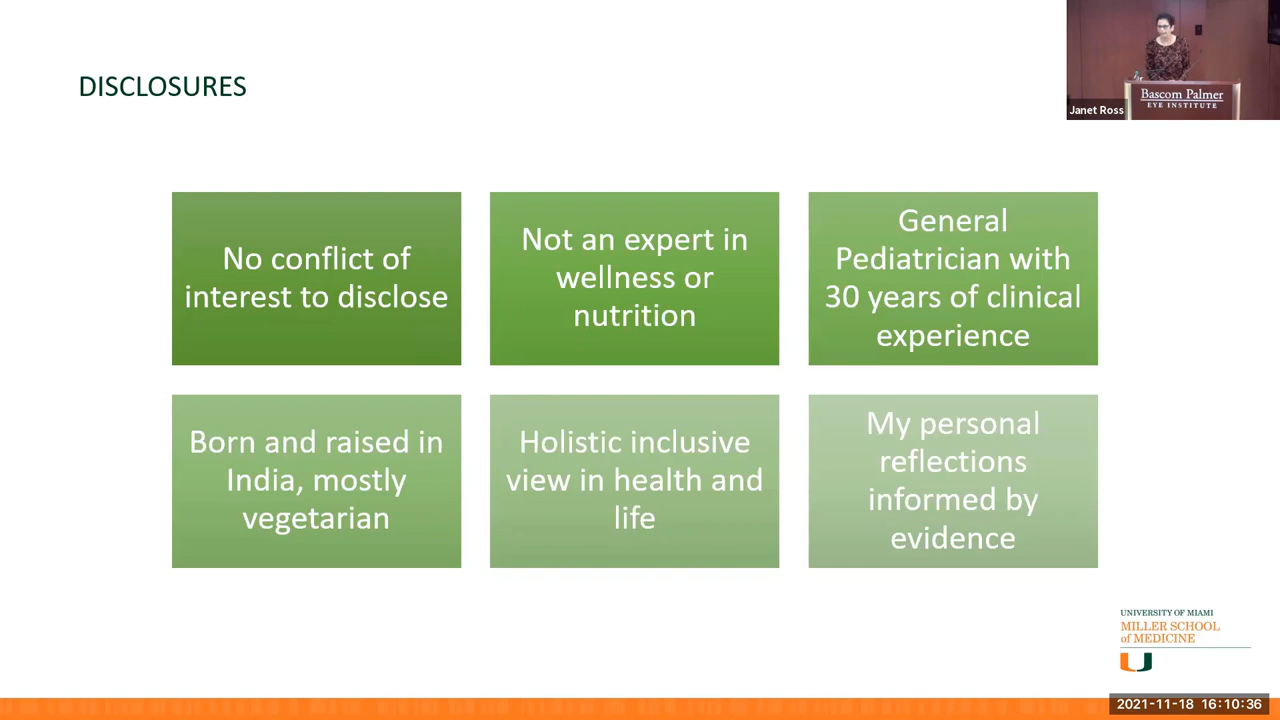 DISCLOSURES
Janet Ross
Bascom Palmer
EYE INSTITUTE
No conflict of
interest to disclose
Not an expert in
wellness or
nutrition
General
Pediatrician with
30 years of clinical
experience
Born and raised in
India, mostly
vegetarian
Holistic inclusive
view in health and
life
My personal
reflections
informed by
evidence
UNIVERSITY OF MIAMI
MILLER SCHOOL
of MEDICINE
2021-11-18 16:10:36